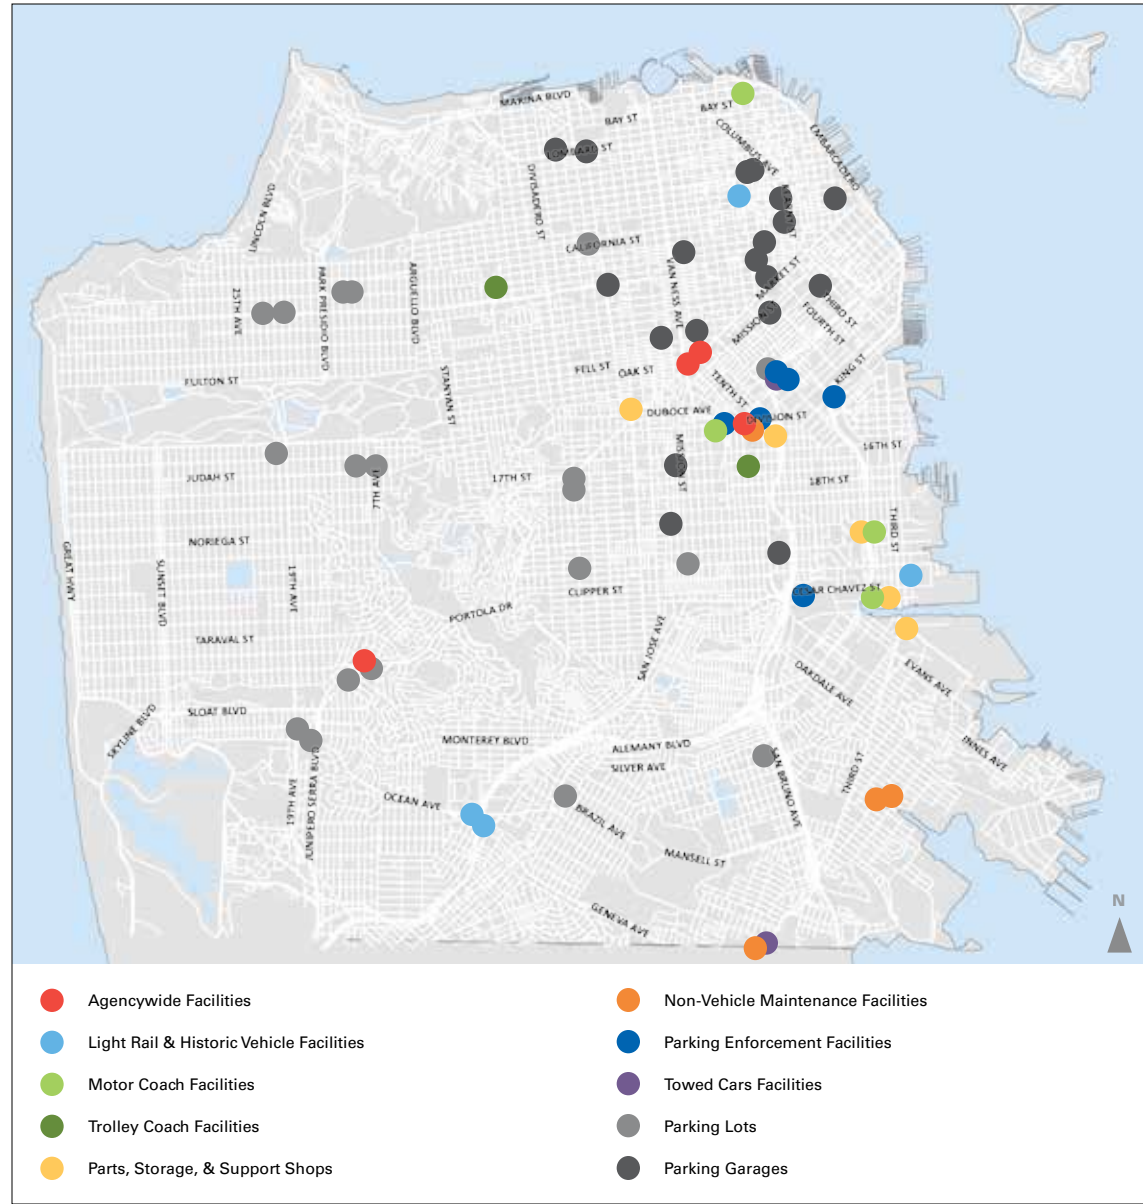 MARINA BLVD
BAY ST
BAY ST
COLUMBUS AVE
EMBARCADERO
LOMBARD ST
DIVISADERO ST
LINCOLN BLVD
CALIFORNIA ST
VAN NESS AVE
MARKET ST
25TH AVE
PARK PRESIDIO BLVD
ARGUELLO BLVD
MISSION ST
THIRD ST
FOURTH ST
KING ST
FULTON ST
STANYAN ST
FELL ST
OAK ST
TENTH ST
DUBOCE AVE
DIVISION ST
16TH ST
JUDAH ST
7TH AVE
17TH ST
MISSION ST
18TH ST
THIRD ST
GREAT HWY
NORIEGA ST
SUNSET BLVD
19TH AVE
CLIPPER ST
CESAR CHAVEZ ST
PORTOLA DR
TARAVAL ST
SAN JOSE AVE
OAKDALE AVE
EVANS AVE
SKYLINE BLVD
SLOAT BLVD
MONTEREY BLVD
ALEMANY BLVD
SILVER AVE
INNES AVE
SAN BRUNO AVE
THIRD ST
19TH AVE
JUNIPERO SERRA BLVD
OCEAN AVE
BRAZIL AVE
MANSELL ST
GENEVA AVE
N
Agencywide Facilities
Light Rail & Historic Vehicle Facilities
Motor Coach Facilities
Trolley Coach Facilities
Parts, Storage, & Support Shops
Non-Vehicle Maintenance Facilities
Parking Enforcement Facilities
Towed Cars Facilities
Parking Lots
Parking Garages